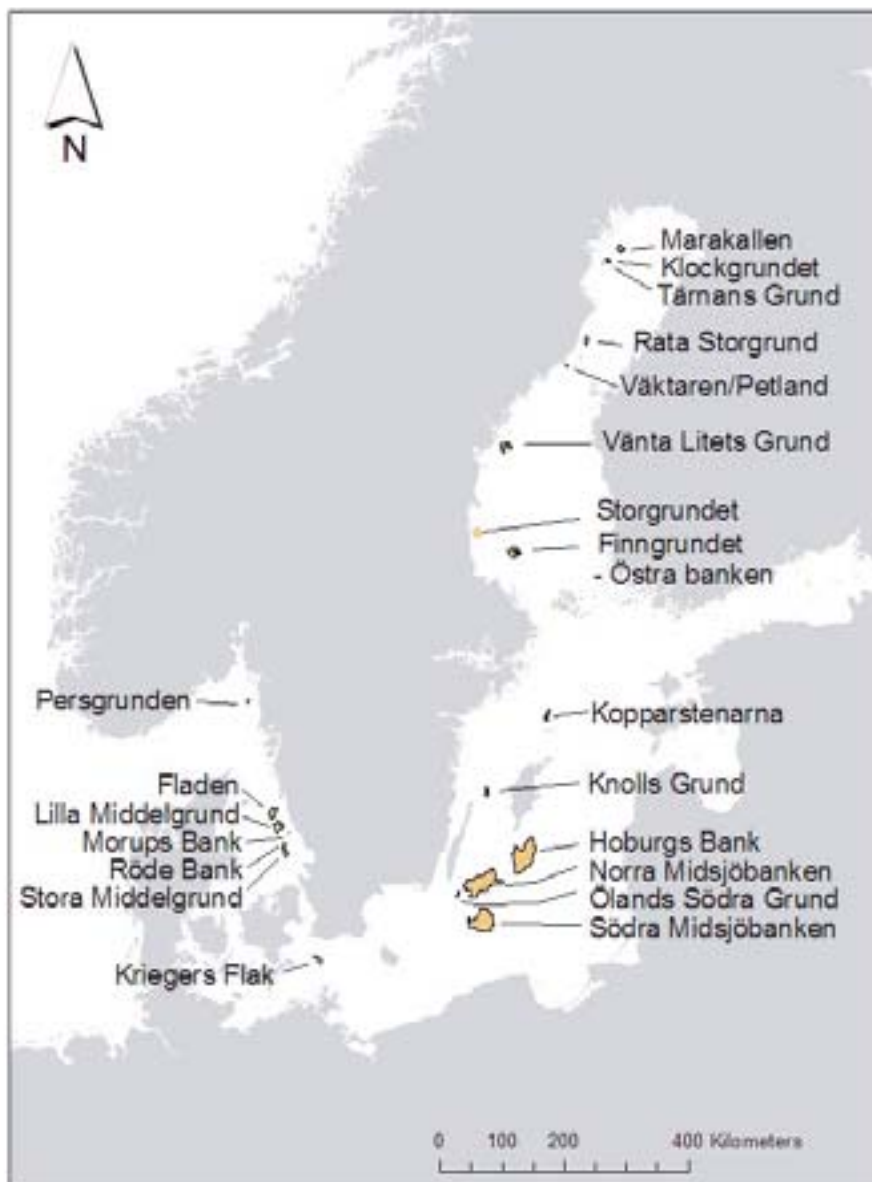 N
Marakallen
Klockgrundet
Tärnans Grund
Rata Storgrund
Väktaren/Petland
Vänta Litets Grund
Storgrundet
Finngrundet
- Östra banken
Persgrunden
Kopparstenarna
Fladen
Knolls Grund
Lilla Middelgrund
Morups Bank
Röde Bank
Stora Middelgrund
Hoburgs Bank
Norra Midsjöbanken
Ölands Södra Grund
Södra Midsjöbanken
Kriegers Flak
0 100 200 400 Kilometers